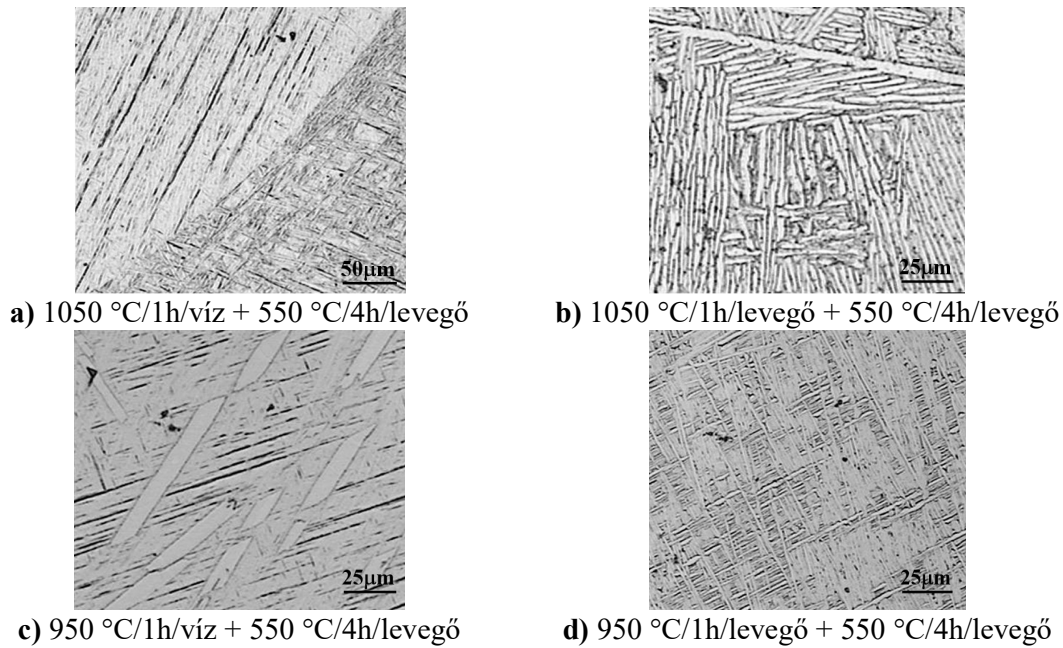 50μm
25μm
a) 1050 °C/1h/víz + 550 °C/4h/levegő
b) 1050 °C/1h/levegő + 550 °C/4h/levegő
25μm
25μm
c) 950 °C/1h/víz + 550 °C/4h/levegő
d) 950 °C/1h/levegő + 550 °C/4h/levegő